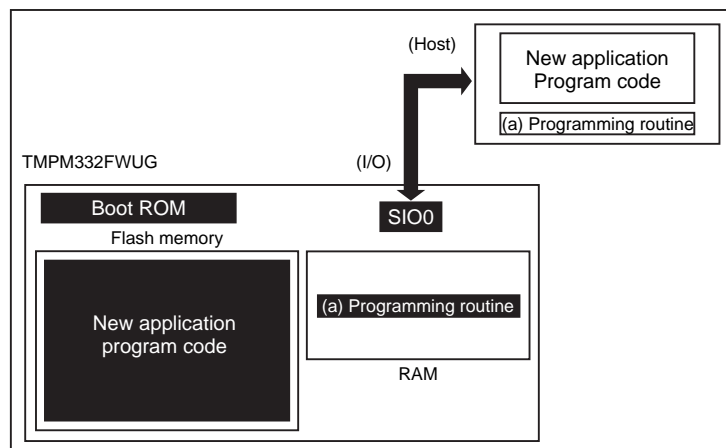 (Host)
New application
Program code
(a) Programming routine
TMPM332FWUG
(I/O)
Boot ROM
SIO0
Flash memory
New application
program code
(a) Programming routine
RAM